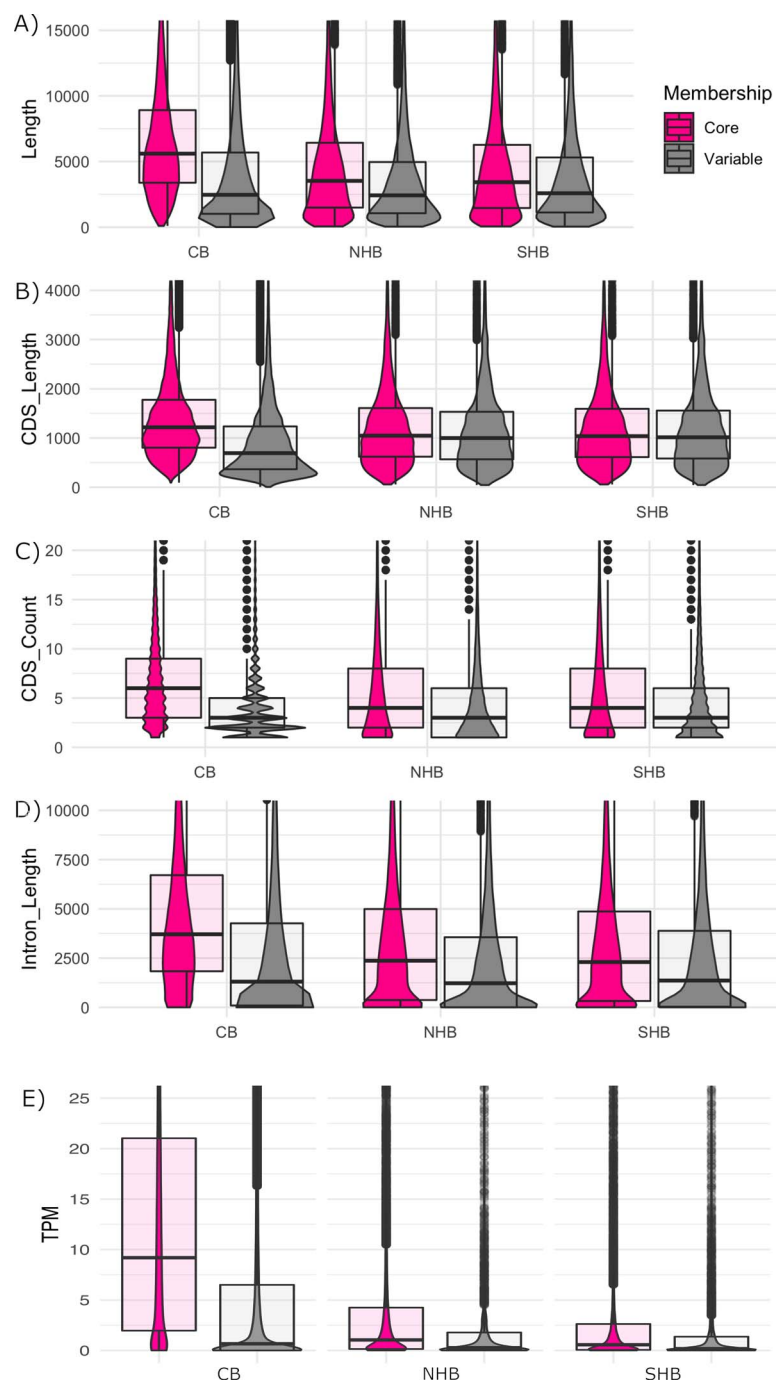 A)
Length
15000
10000
5000
0
CB NHB SHB
Membership
Core
Variable
B)
CDS_Length
4000
3000
2000
1000
0
CB NHB SHB
C)
CDS_Count
20
15
10
5
0
CB NHB SHB
D)
Intron_Length
10000
7500
5000
2500
0
CB NHB SHB
E)
TPM
25
20
15
10
5
0
CB NHB SHB